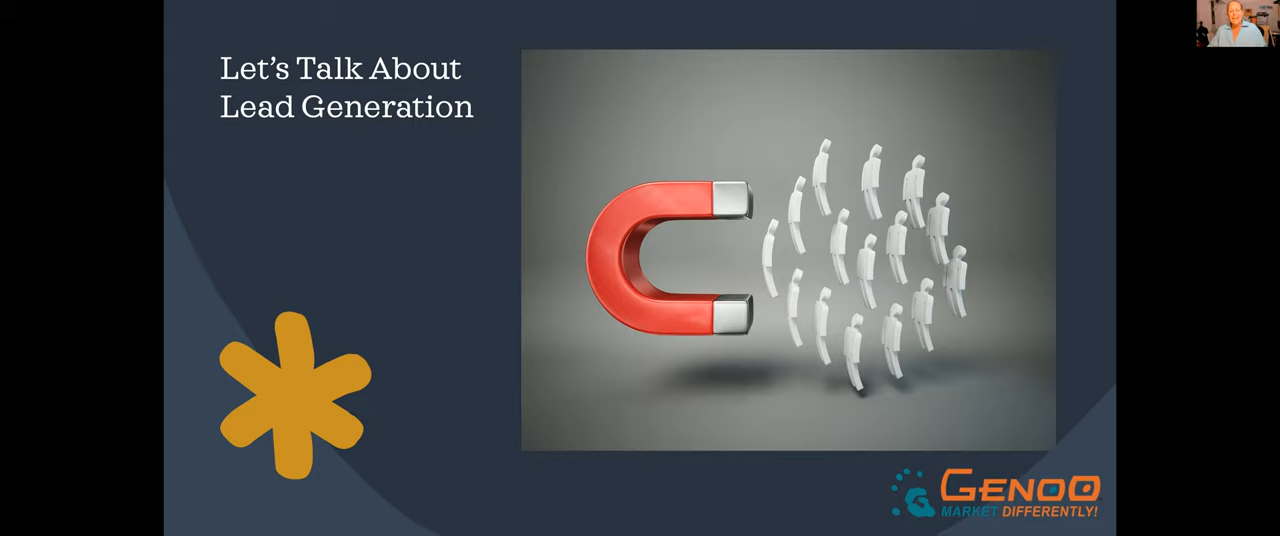 Let's Talk About
Lead Generation
GENOO
MARKET DIFFERENTLY!